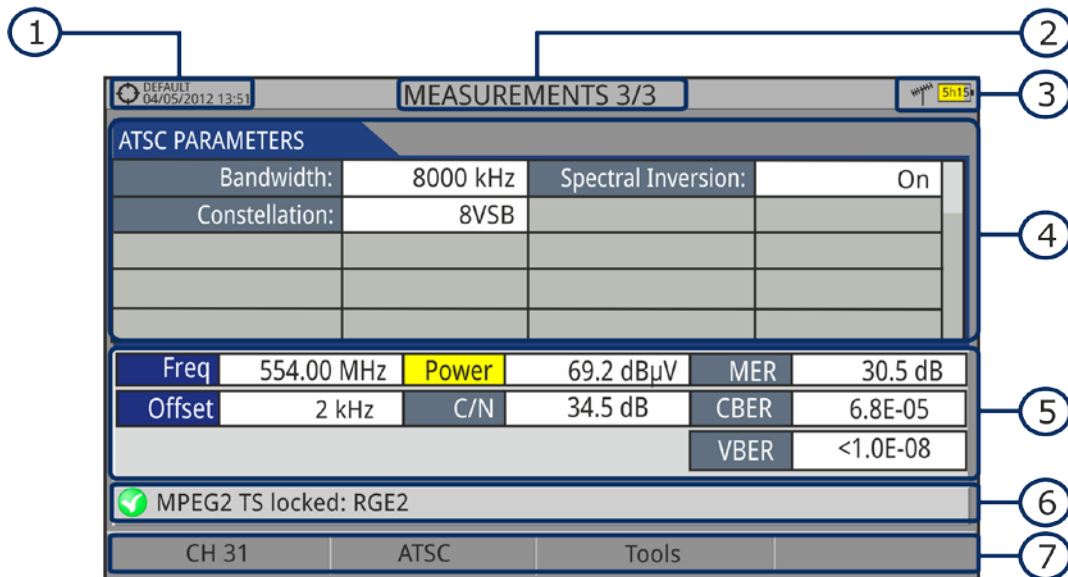 1
2
DEFAULT
04/05/2012 13:51
MEASUREMENTS 3/3
5h15
3
ATSC PARAMETERS
Bandwidth: 8000 kHz Spectral Inversion: On
Constellation: 8VSB
4
Freq 554.00 MHz Power 69.2 dBµV MER 30.5 dB
Offset 2 kHz C/N 34.5 dB CBER 6.8E-05
5
VBER <1.0E-08
MPEG2 TS locked: RGE2
6
CH 31 ATSC Tools
7